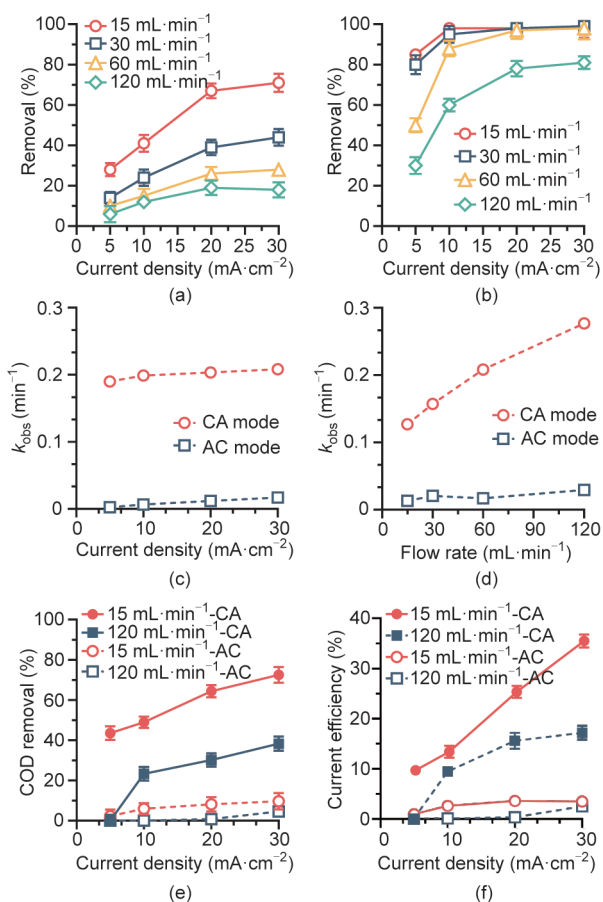 15 mL·min⁻¹
30 mL·min⁻¹
60 mL·min⁻¹
120 mL·min⁻¹
Removal (%)
100
80
60
40
20
0
0 5 10 15 20 25 30
Current density (mA·cm⁻²)
(a)
Removal (%)
100
80
60
40
20
0
15 mL·min⁻¹
30 mL·min⁻¹
60 mL·min⁻¹
120 mL·min⁻¹
0 5 10 15 20 25 30
Current density (mA·cm⁻²)
(b)
k_obs (min⁻¹)
0.3
0.2
0.1
0
CA mode
AC mode
0 10 20 30
Current density (mA·cm⁻²)
(c)
k_obs (min⁻¹)
0.3
0.2
0.1
0
CA mode
AC mode
0 30 60 90 120
Flow rate (mL·min⁻¹)
(d)
15 mL·min⁻¹-CA
120 mL·min⁻¹-CA
15 mL·min⁻¹-AC
120 mL·min⁻¹-AC
COD removal (%)
100
80
60
40
20
0
0 10 20 30
Current density (mA·cm⁻²)
(e)
15 mL·min⁻¹-CA
120 mL·min⁻¹-CA
15 mL·min⁻¹-AC
120 mL·min⁻¹-AC
Current efficiency (%)
40
30
20
10
0
0 10 20 30
Current density (mA·cm⁻²)
(f)